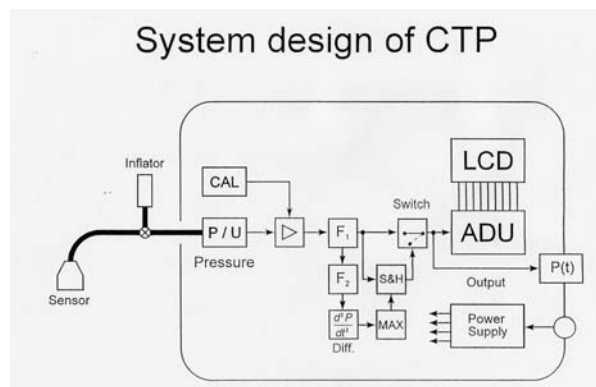 System design of CTP
Inflator
Sensor
CAL
P / U
Pressure
F₁
F₂
d²P
dt²
Diff.
MAX
S&H
Switch
LCD
ADU
Output
P(t)
Power
Supply